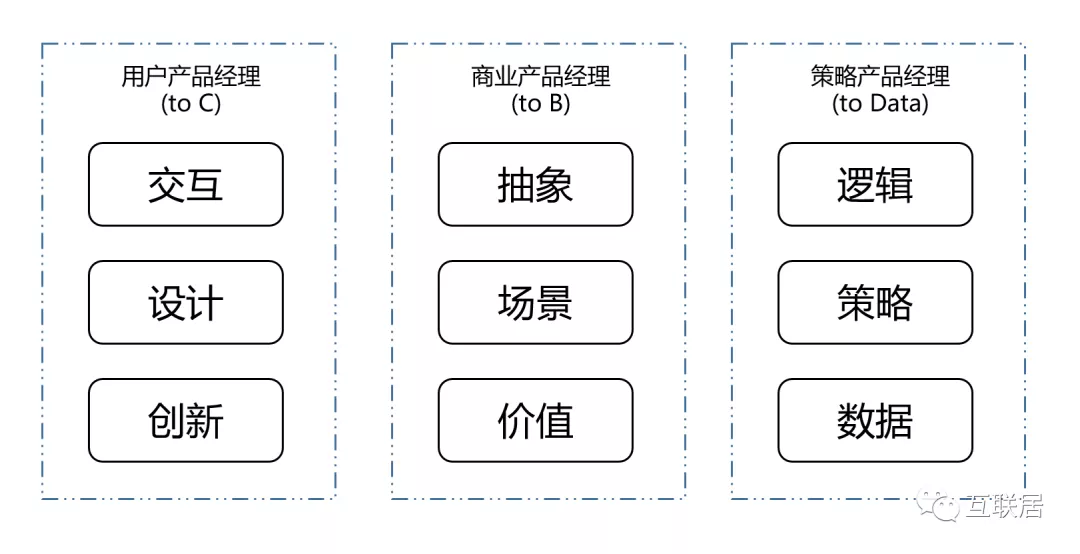 用户产品经理
(to C)
交互
设计
创新
商业产品经理
(to B)
抽象
场景
价值
策略产品经理
(to Data)
逻辑
策略
数据
互联居